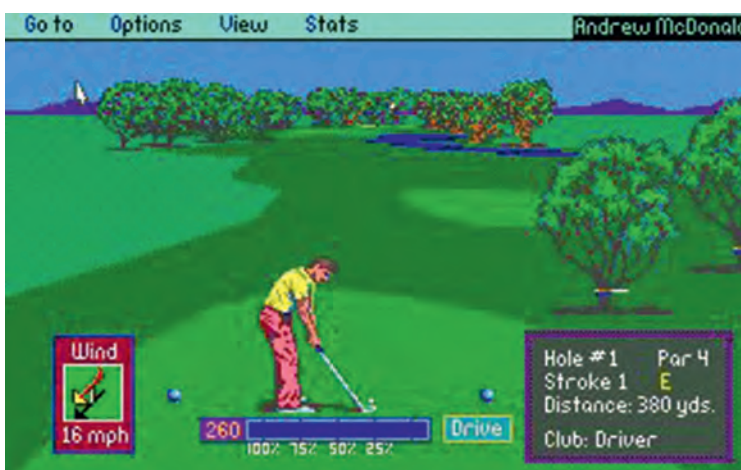 Go to Options View Stats Andrew McDonald
Wind
16 mph
260
100% 75% 50% 25%
Drive
Hole #1 Par 4
Stroke 1 E
Distance: 380 yds.
Club: Driver